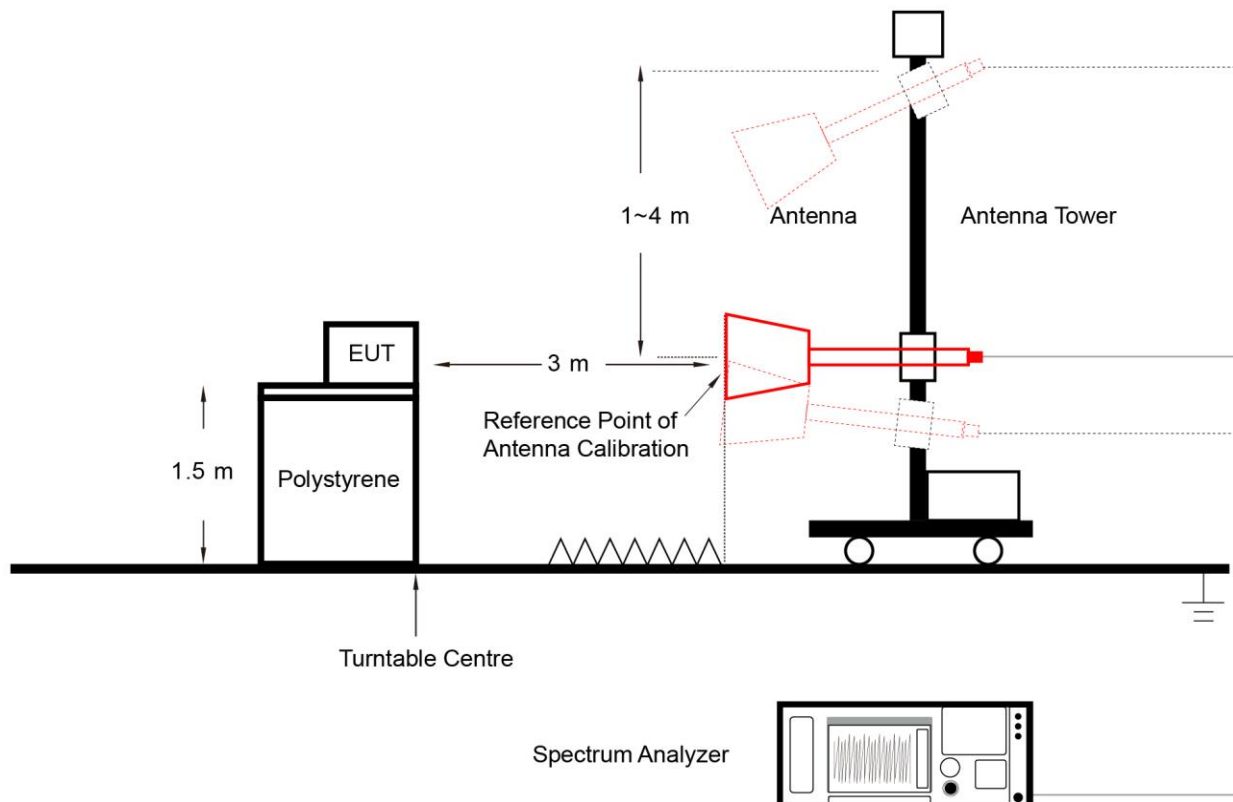 1~4 m
Antenna
Antenna Tower
EUT
3 m
Reference Point of
Antenna Calibration
1.5 m
Polystyrene
Turntable Centre
Spectrum Analyzer